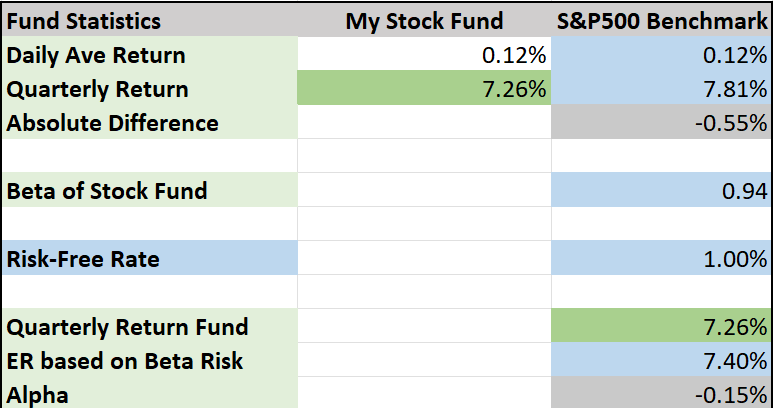 Fund Statistics My Stock Fund S&P500 Benchmark
Daily Ave Return 0.12% 0.12%
Quarterly Return 7.26% 7.81%
Absolute Difference -0.55%
Beta of Stock Fund 0.94
Risk-Free Rate 1.00%
Quarterly Return Fund 7.26%
ER based on Beta Risk 7.40%
Alpha -0.15%